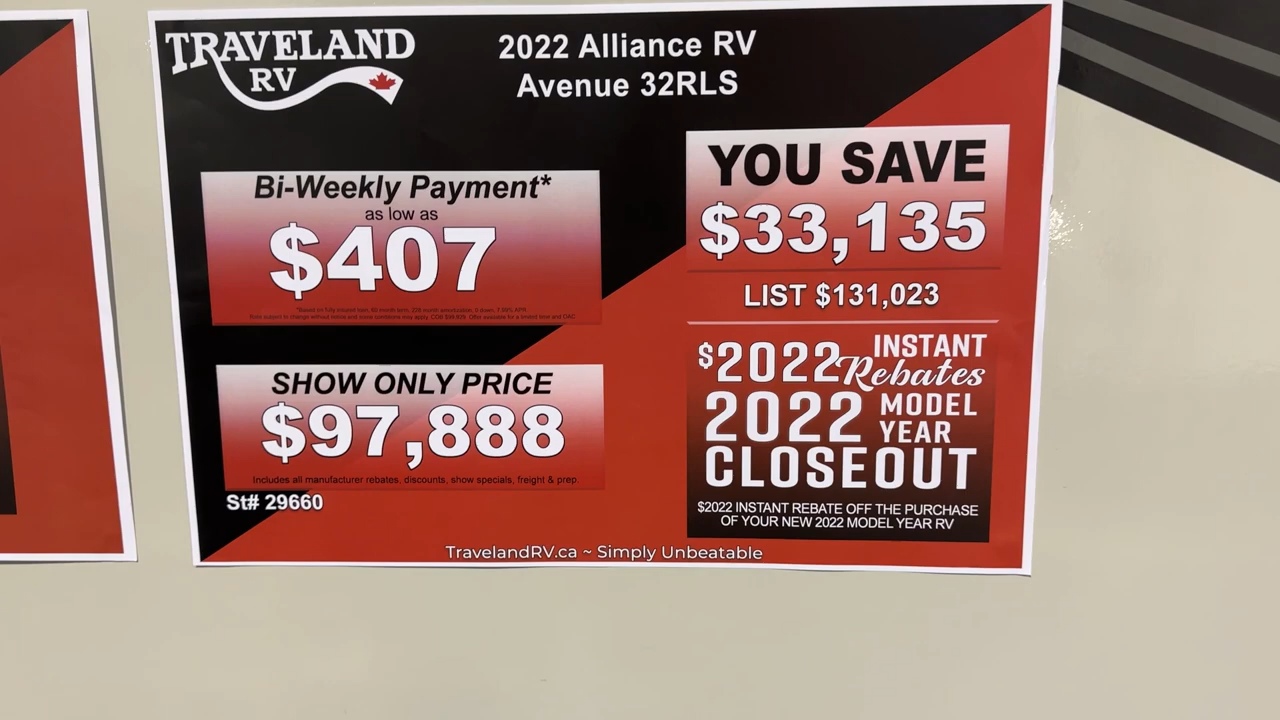 TRAVELAND
RV
2022 Alliance RV
Avenue 32RLS
Bi-Weekly Payment*
as low as
$407
SHOW ONLY PRICE
$97,888
Includes all manufacturer rebates, discounts, show specials, freight & prep.
St# 29660
YOU SAVE
$33,135
LIST $131,023
$2022 INSTANT Rebates
2022 MODEL YEAR
CLOSEOUT
$2022 INSTANT REBATE OFF THE PURCHASE
OF YOUR NEW 2022 MODEL YEAR RV
TravelandRV.ca ~ Simply Unbeatable